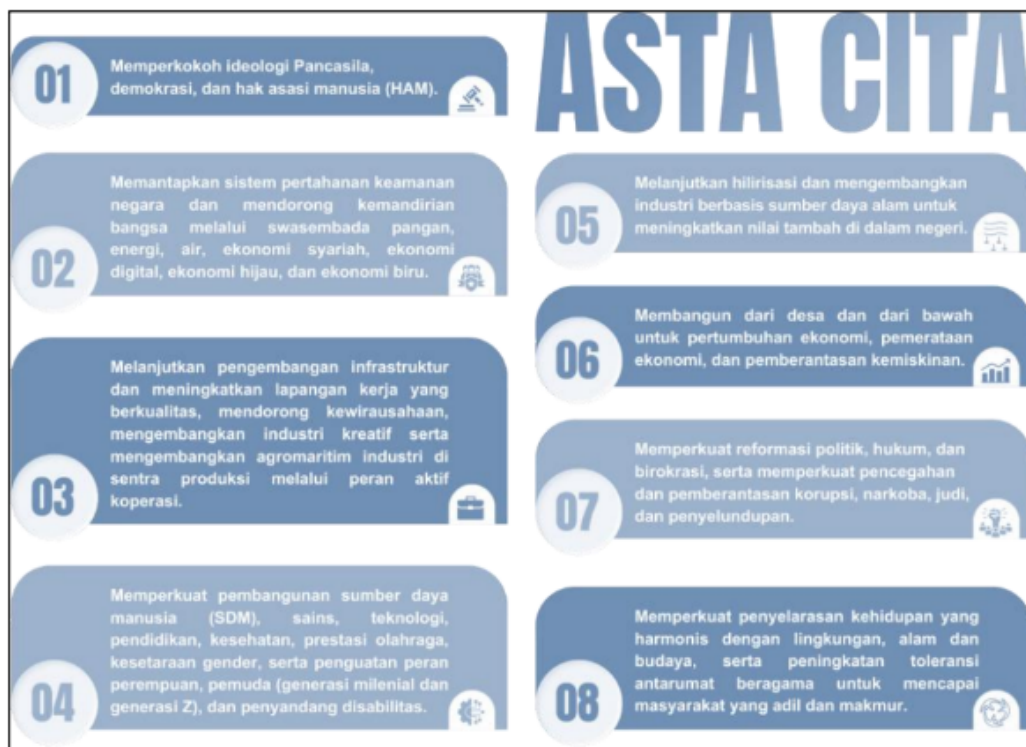 ASTA CITA
01
Memperkokoh ideologi Pancasila,
demokrasi, dan hak asasi manusia (HAM).
02
Memantapkan sistem pertahanan keamanan
negara dan mendorong kemandirian
bangsa melalui swasembada pangan,
energi, air, ekonomi syariah, ekonomi
digital, ekonomi hijau, dan ekonomi biru.
03
Melanjutkan pengembangan infrastruktur
dan meningkatkan lapangan kerja yang
berkualitas, mendorong kewirausahaan,
mengembangkan industri kreatif serta
mengembangkan agromaritim industri di
sentra produksi melalui peran aktif
koperasi.
04
Memperkuat pembangunan sumber daya
manusia (SDM), sains, teknologi,
pendidikan, kesehatan, prestasi olahraga,
kesetaraan gender, serta penguatan peran
perempuan, pemuda (generasi milenial dan
generasi Z), dan penyandang disabilitas.
05
Melanjutkan hilirisasi dan mengembangkan
industri berbasis sumber daya alam untuk
meningkatkan nilai tambah di dalam negeri.
06
Membangun dari desa dan dari bawah
untuk pertumbuhan ekonomi, pemerataan
ekonomi, dan pemberantasan kemiskinan.
07
Memperkuat reformasi politik, hukum, dan
birokrasi, serta memperkuat pencegahan
dan pemberantasan korupsi, narkoba, judi,
dan penyelundupan.
08
Memperkuat penyelarasan kehidupan yang
harmonis dengan lingkungan, alam dan
budaya, serta peningkatan toleransi
antarumat beragama untuk mencapai
masyarakat yang adil dan makmur.